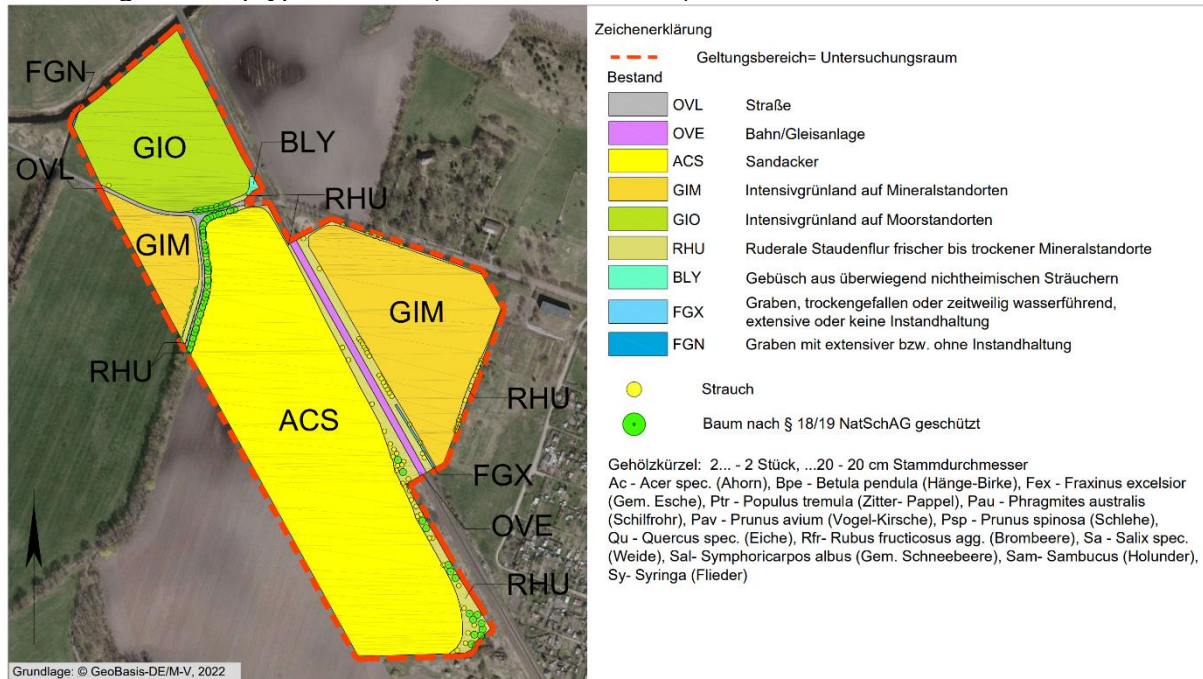 FGN
GIO
BLY
OVL
RHU
GIM
GIM
RHU
ACS
RHU
FGX
OVE
RHU
Grundlage: © GeoBasis-DE/M-V, 2022
Zeichenerklärung
Geltungsbereich= Untersuchungsraum
Bestand
OVL Straße
OVE Bahn/Gleisanlage
ACS Sandacker
GIM Intensivgrünland auf Mineralstandorten
GIO Intensivgrünland auf Moorstandorten
RHU Ruderale Staudenflur frischer bis trockener Mineralstandorte
BLY Gebüsch aus überwiegend nichtheimischen Sträuchern
FGX Graben, trockengefallen oder zeitweilig wasserführend,
extensive oder keine Instandhaltung
FGN Graben mit extensiver bzw. ohne Instandhaltung
Strauch
Baum nach § 18/19 NatSchAG geschützt
Gehölzkürzel: 2... - 2 Stück, ...20 - 20 cm Stammdurchmesser
Ac - Acer spec. (Ahorn), Bpe - Betula pendula (Hänge-Birke), Fex - Fraxinus excelsior
(Gem. Esche), Ptr - Populus tremula (Zitter- Pappel), Pau - Phragmites australis
(Schilfrohr), Pav - Prunus avium (Vogel-Kirsche), Psp - Prunus spinosa (Schlehe),
Qu - Quercus spec. (Eiche), Rfr- Rubus fructicosus agg. (Brombeere), Sa - Salix spec.
(Weide), Sal- Symphoricarpos albus (Gem. Schneebeere), Sam- Sambucus (Holunder),
Sy- Syringa (Flieder)